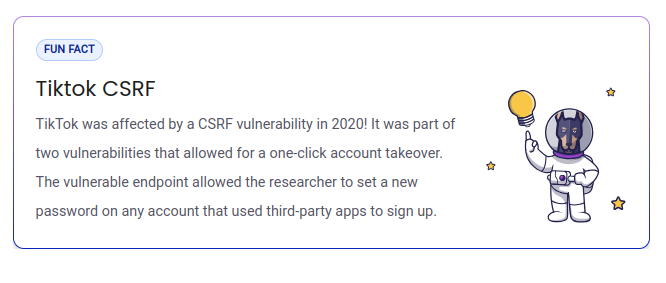 FUN FACT
Tiktok CSRF
TikTok was affected by a CSRF vulnerability in 2020! It was part of
two vulnerabilities that allowed for a one-click account takeover.
The vulnerable endpoint allowed the researcher to set a new
password on any account that used third-party apps to sign up.